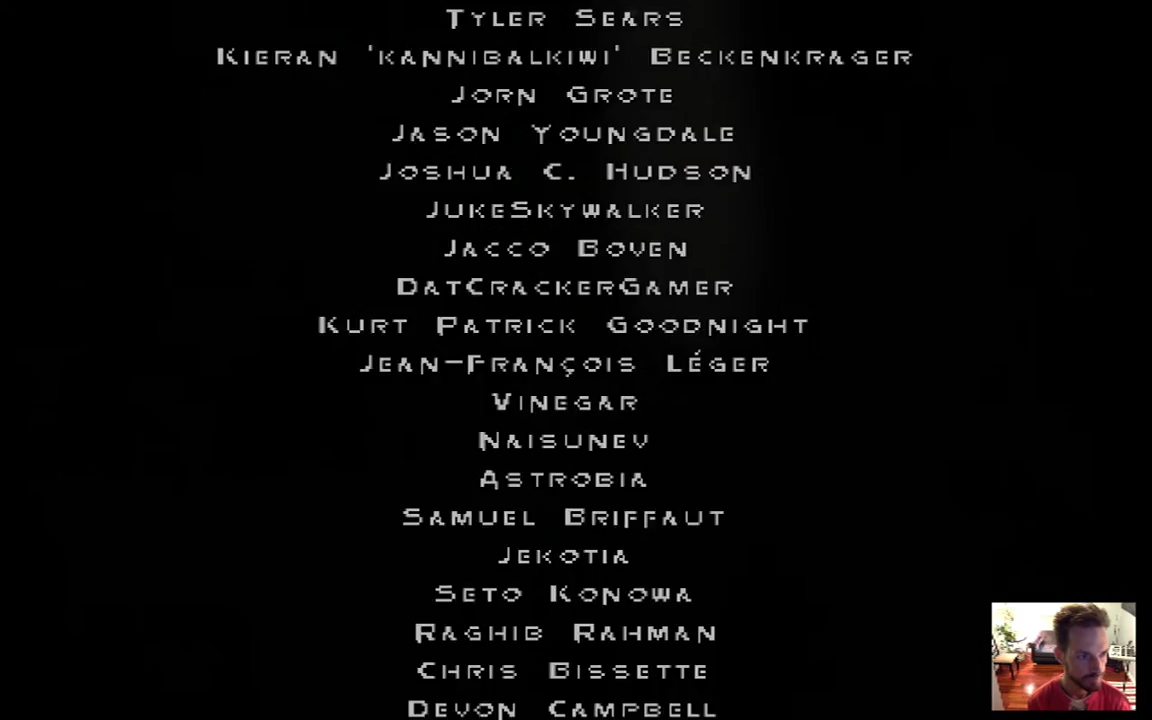 Tyler Sears
Kieran 'kannibalkiwi' Beckenkrager
Jorn Grote
Jason Youngdale
Joshua C. Hudson
JukeSkywalker
Jacco Boven
DatCrackerGamer
Kurt Patrick Goodnight
Jean-François Léger
Vinegar
Naisunev
Astrobia
Samuel Briffaut
Jekotia
Seto Konowa
Raghib Rahman
Chris Bissette
Devon Campbell